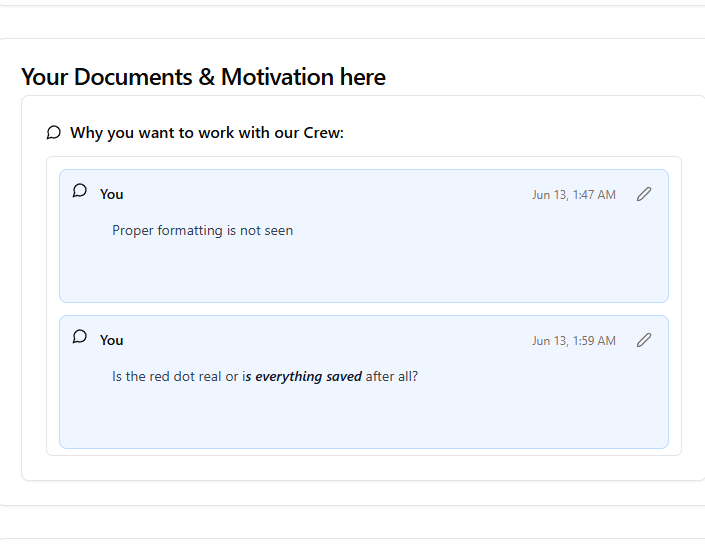 Your Documents & Motivation here
Why you want to work with our Crew:
You
Jun 13, 1:47 AM
Proper formatting is not seen
You
Jun 13, 1:59 AM
Is the red dot real or is everything saved after all?